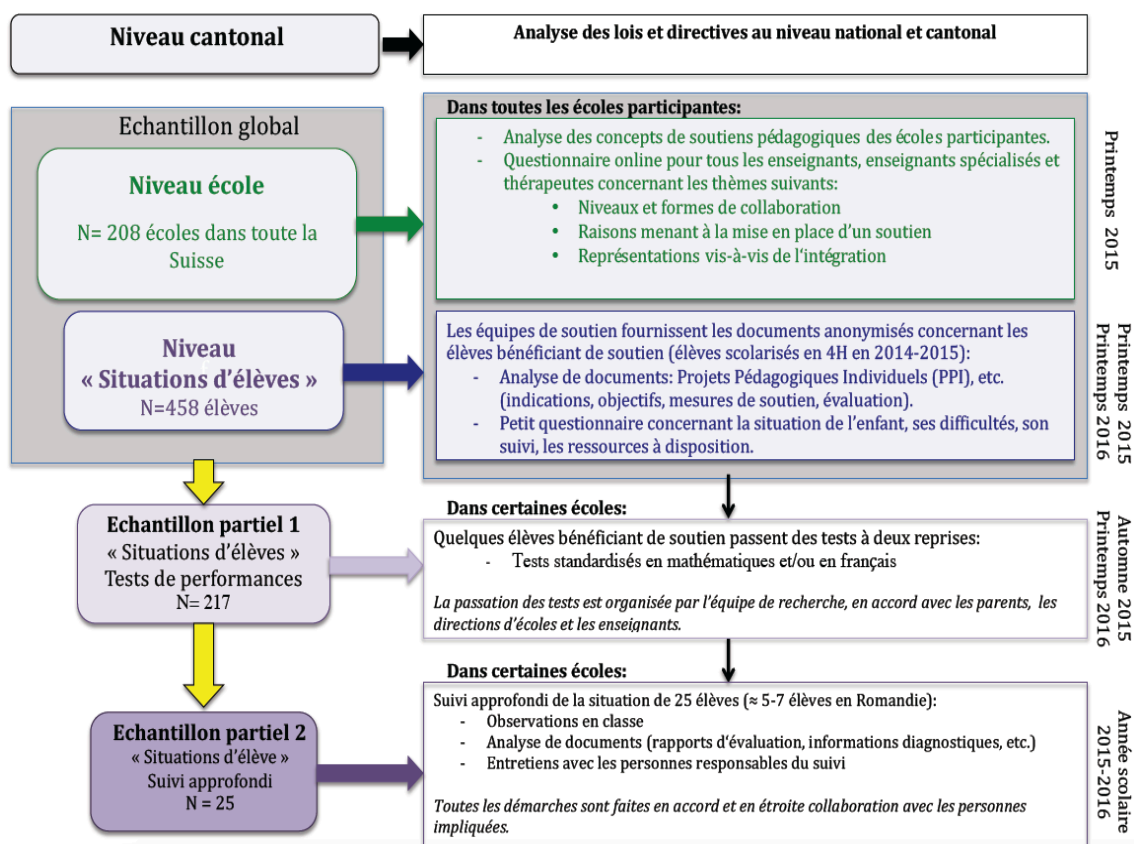 Niveau cantonal
Analyse des lois et directives au niveau national et cantonal
Echantillon global
Niveau école
N= 208 écoles dans toute la
Suisse
Dans toutes les écoles participantes:
- Analyse des concepts de soutiens pédagogiques des écoles participantes.
- Questionnaire online pour tous les enseignants, enseignants spécialisés et
thérapeutes concernant les thèmes suivants:
• Niveaux et formes de collaboration
• Raisons menant à la mise en place d'un soutien
• Représentations vis-à-vis de l'intégration
Printemps 2015
Niveau
« Situations d'élèves »
N=458 élèves
Les équipes de soutien fournissent les documents anonymisés concernant les
élèves bénéficiant de soutien (élèves scolarisés en 4H en 2014-2015):
- Analyse de documents: Projets Pédagogiques Individuels (PPI), etc.
(indications, objectifs, mesures de soutien, évaluation).
- Petit questionnaire concernant la situation de l'enfant, ses difficultés, son
suivi, les ressources à disposition.
Printemps 2015
Printemps 2016
Echantillon partiel 1
« Situations d'élèves »
Tests de performances
N= 217
Dans certaines écoles:
Quelques élèves bénéficiant de soutien passent des tests à deux reprises:
- Tests standardisés en mathématiques et/ou en français
La passation des tests est organisée par l'équipe de recherche, en accord avec les parents, les
directions d'écoles et les enseignants.
Automne 2015
Printemps 2016
Echantillon partiel 2
« Situations d'élève »
Suivi approfondi
N = 25
Dans certaines écoles:
Suivi approfondi de la situation de 25 élèves (≈ 5-7 élèves en Romandie):
- Observations en classe
- Analyse de documents (rapports d'évaluation, informations diagnostiques, etc.)
- Entretiens avec les personnes responsables du suivi
Toutes les démarches sont faites en accord et en étroite collaboration avec les personnes
impliquées.
Année scolaire
2015-2016